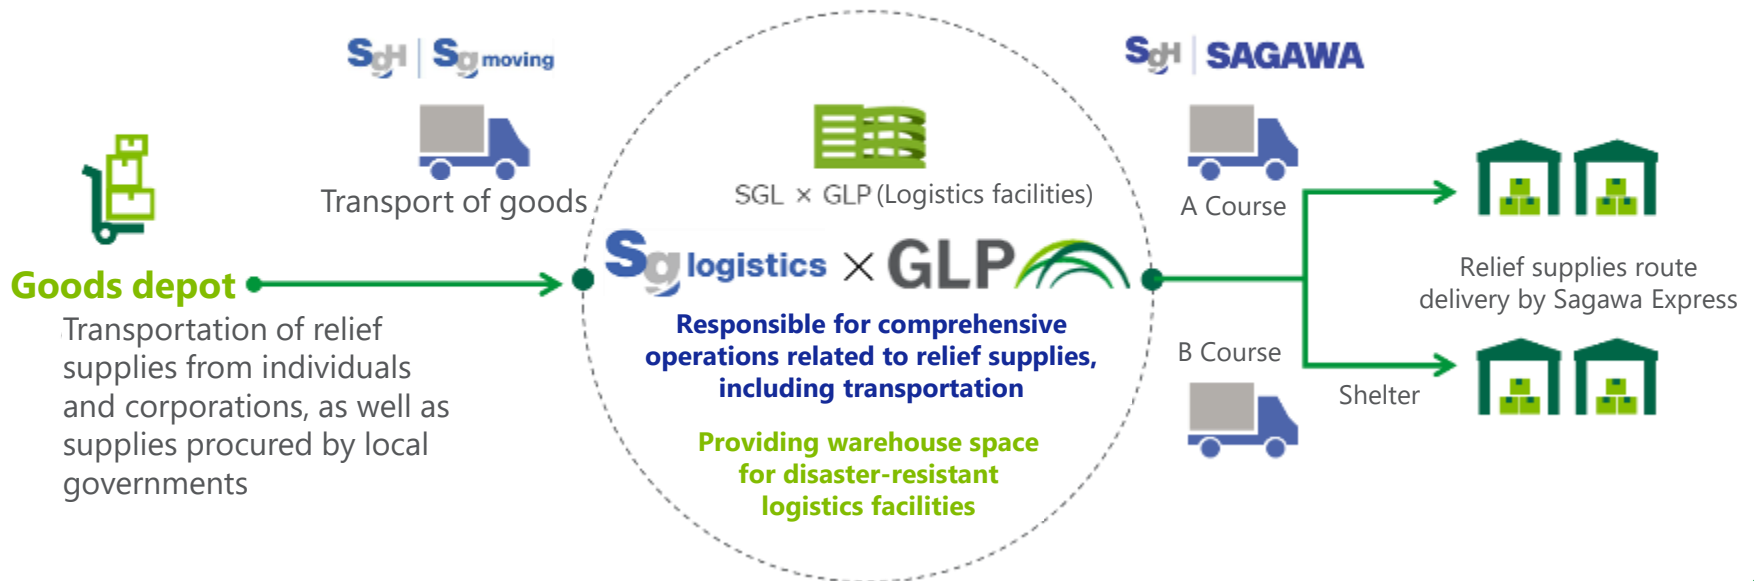 SgH | Sg moving
Transport of goods
Goods depot
Transportation of relief
supplies from individuals
and corporations, as well as
supplies procured by local
governments
SGL × GLP (Logistics facilities)
Sg logistics × GLP
Responsible for comprehensive
operations related to relief supplies,
including transportation
Providing warehouse space
for disaster-resistant
logistics facilities
SgH | SAGAWA
A Course
B Course
Shelter
Relief supplies route
delivery by Sagawa Express